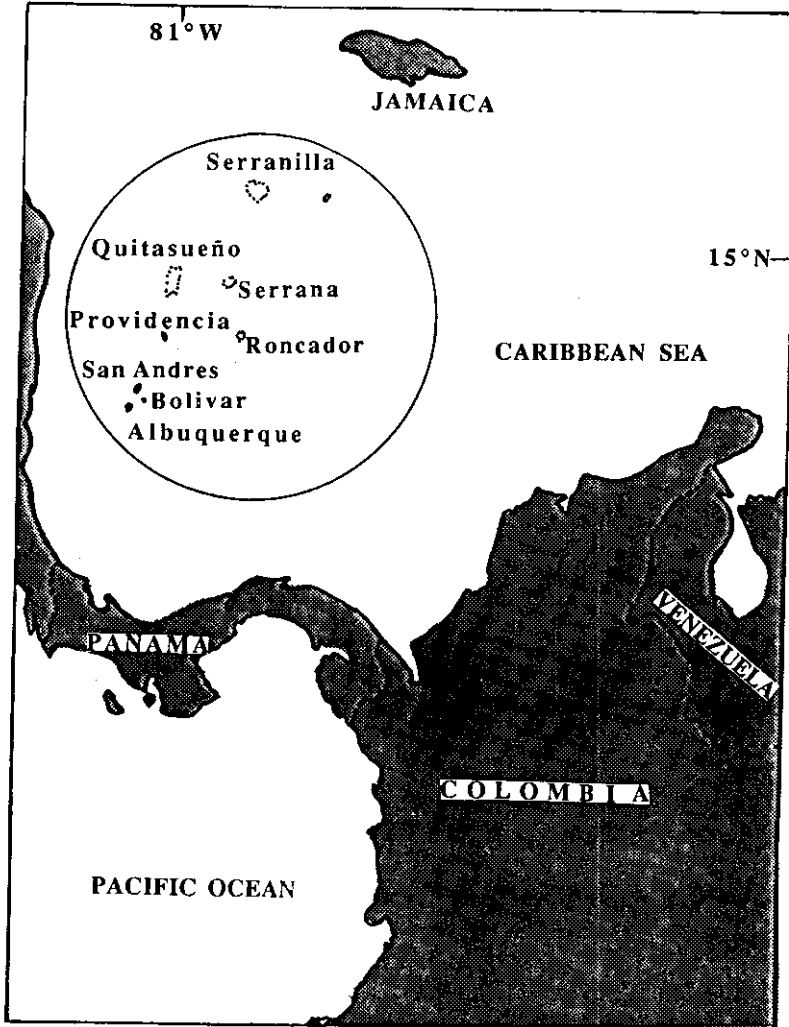 81°W
JAMAICA
Serranilla
Quitasueño
15°N
Serrana
Providencia
Roncador
CARIBBEAN SEA
San Andres
Bolivar
Albuquerque
PANAMA
VENEZUELA
COLOMBIA
PACIFIC OCEAN